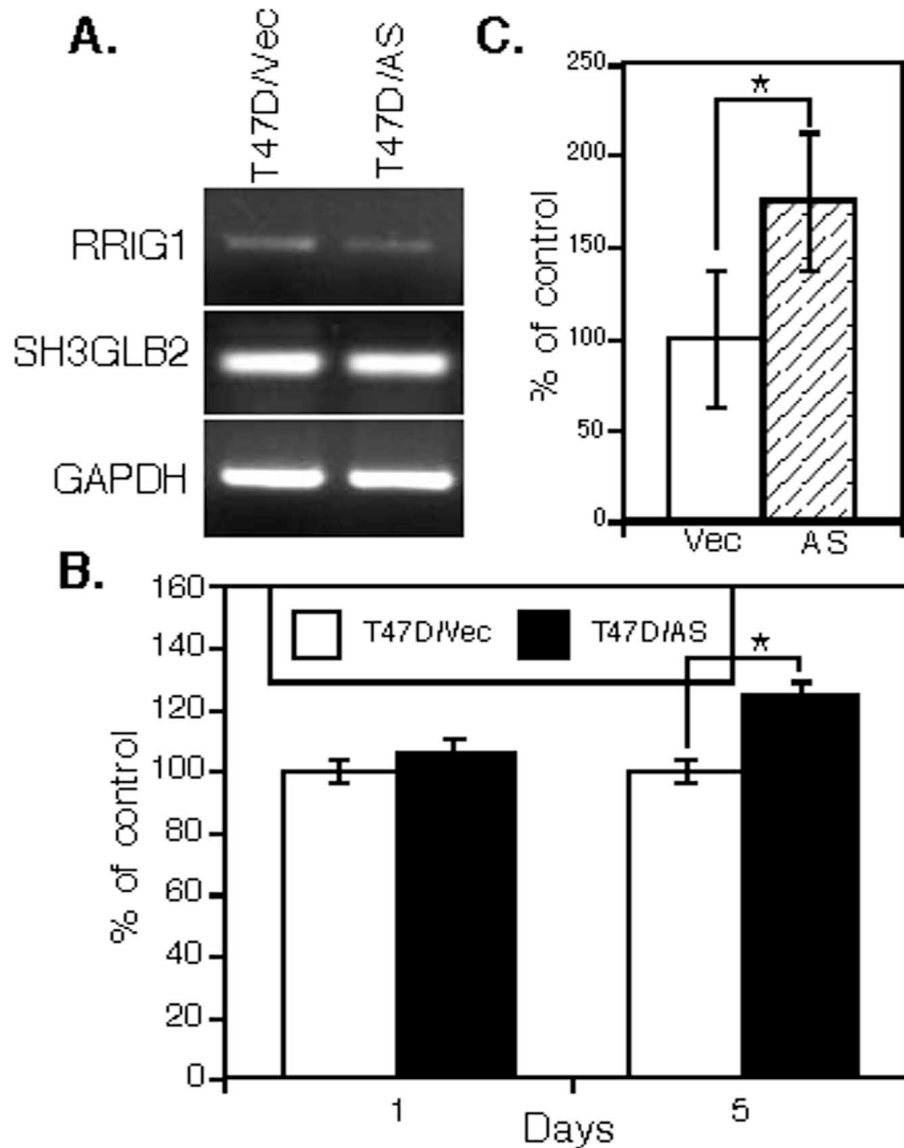 A.
T47D/Vec
T47D/AS
RRIG1
SH3GLB2
GAPDH
C.
% of control
250
200
150
100
50
0
*
Vec
AS
B.
% of control
160
140
120
100
80
60
40
20
0
T47D/Vec
T47D/AS
*
1
5
Days